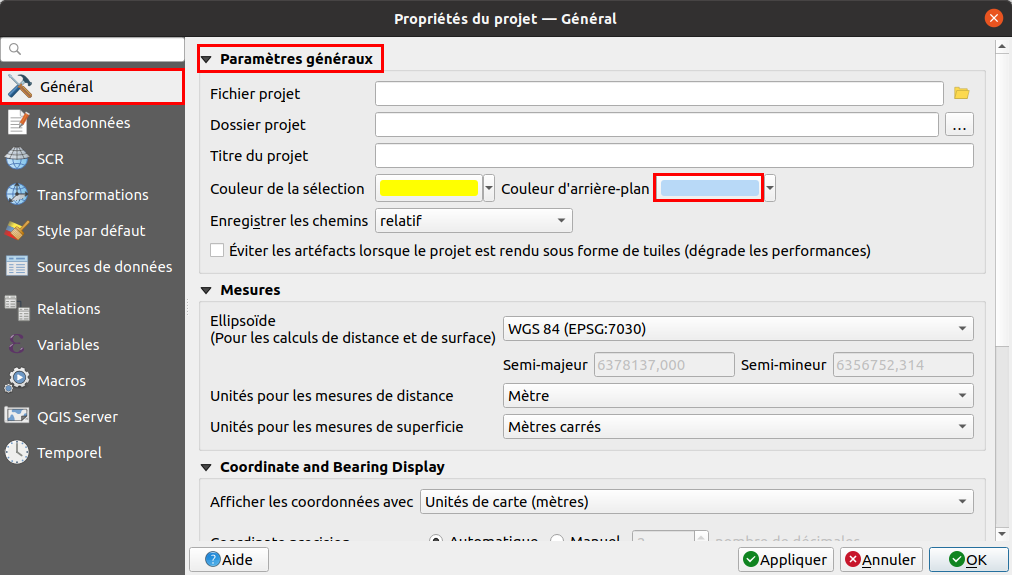 Propriétés du projet — Général
Général
Métadonnées
SCR
Transformations
Style par défaut
Sources de données
Relations
Variables
Macros
QGIS Server
Temporel
Paramètres généraux
Fichier projet
Dossier projet
...
Titre du projet
Couleur de la sélection
Couleur d'arrière-plan
Enregistrer les chemins relatif
Éviter les artéfacts lorsque le projet est rendu sous forme de tuiles (dégrade les performances)
Mesures
Ellipsoïde
(Pour les calculs de distance et de surface)
WGS 84 (EPSG:7030)
Semi-majeur 6378137,000 Semi-mineur 6356752,314
Unités pour les mesures de distance Mètre
Unités pour les mesures de superficie Mètres carrés
Coordinate and Bearing Display
Afficher les coordonnées avec Unités de carte (mètres)
Coordinate precision Automatique Manuel nombre de décimales
Aide
Appliquer
Annuler
OK